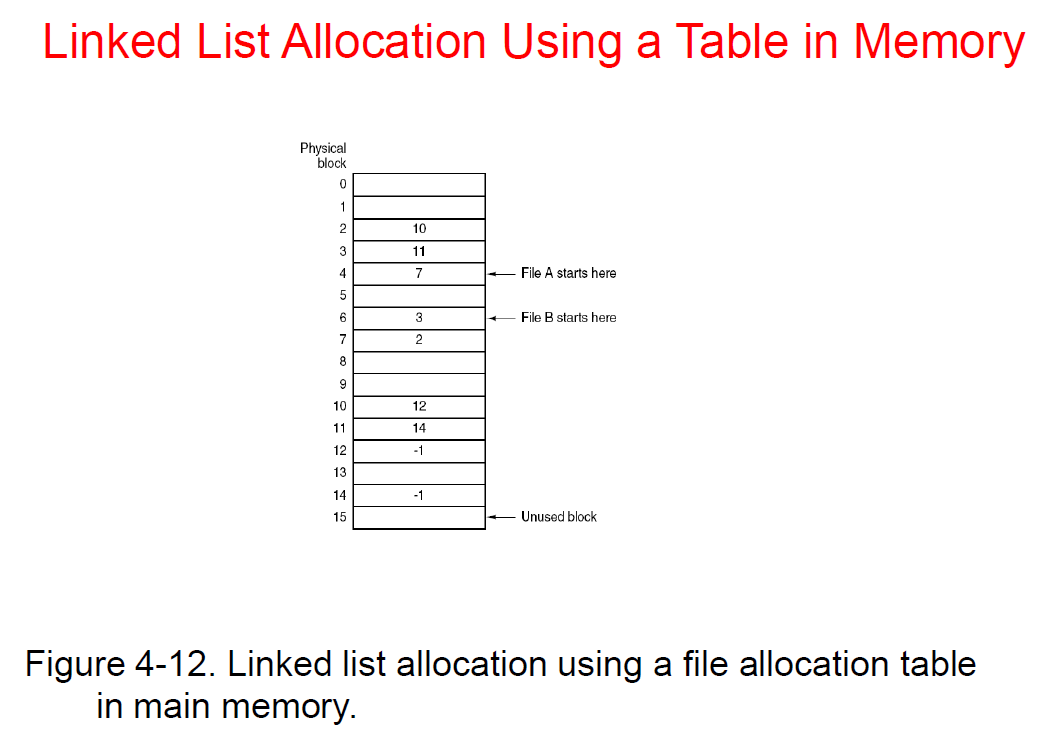 Linked List Allocation Using a Table in Memory
Physical
block
0
1
2 10
3 11
4 7 File A starts here
5
6 3 File B starts here
7 2
8
9
10 12
11 14
12 -1
13
14 -1
15 Unused block
Figure 4-12. Linked list allocation using a file allocation table
in main memory.